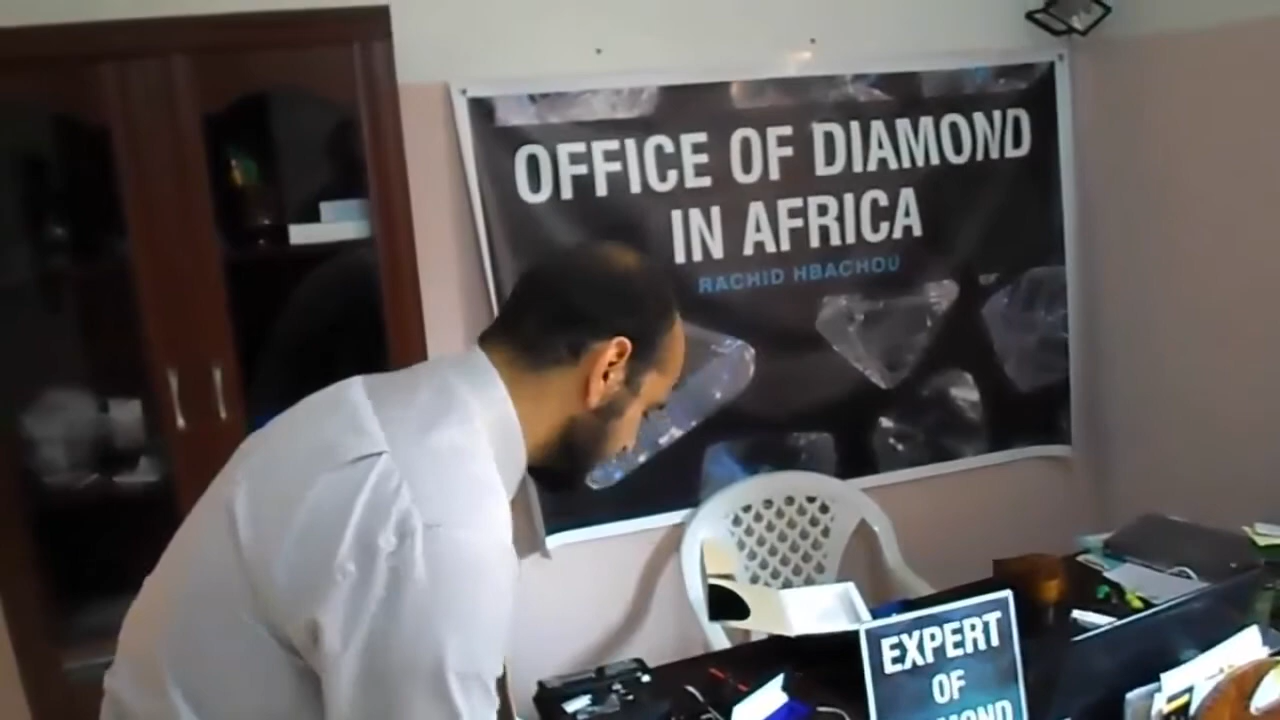 OFFICE OF DIAMOND
IN AFRICA
RACHID HBACHOU
EXPERT
OF